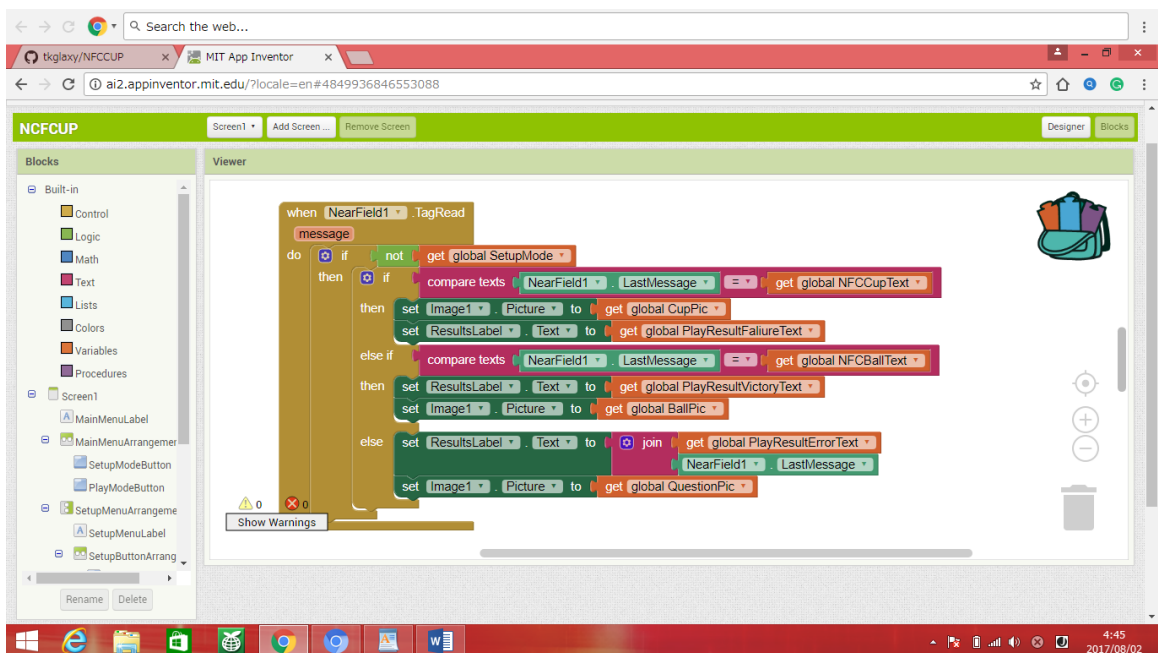 Search the web...
tkglaxy/NFCCUP
MIT App Inventor
ai2.appinventor.mit.edu/?locale=en#4849936846553088
NCFCUP
Screen1
Add Screen ...
Remove Screen
Designer
Blocks
Blocks
Viewer
Built-in
Control
Logic
Math
Text
Lists
Colors
Variables
Procedures
Screen1
MainMenuLabel
MainMenuArrangemer
SetupModeButton
PlayModeButton
SetupMenuArrangeme
SetupMenuLabel
SetupButtonArrang
Rename
Delete
when NearField1 .TagRead
message
do if not get global SetupMode
then if compare texts NearField1 . LastMessage = get global NFCCupText
then set Image1 . Picture to get global CupPic
set ResultsLabel . Text to get global PlayResultFaliureText
else if compare texts NearField1 . LastMessage = get global NFCBallText
then set ResultsLabel . Text to get global PlayResultVictoryText
set Image1 . Picture to get global BallPic
else set ResultsLabel . Text to join get global PlayResultErrorText
NearField1 . LastMessage
set Image1 . Picture to get global QuestionPic
0 0
Show Warnings
4:45
2017/08/02